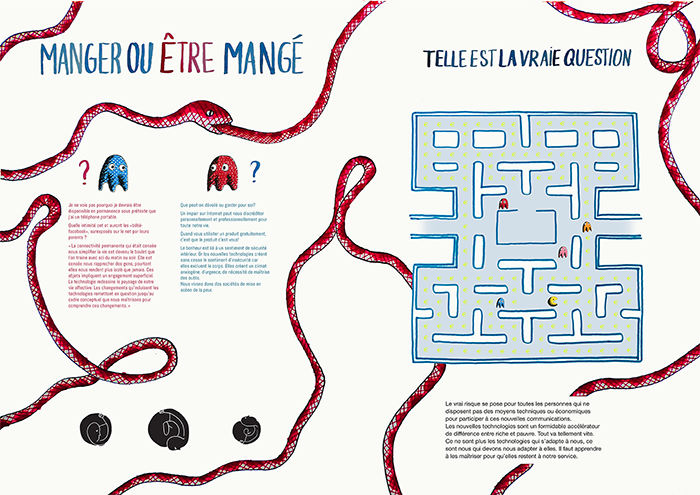 MANGER OU ÊTRE MANGÉ
TELLE EST LA VRAIE QUESTION
?
?
Je ne vois pas pourquoi je devrais être
disponible en permanence sous prétexte que
j'ai un téléphone portable.
Quelle intimité ont et auront les «bébé
facebook», surexposés sur le net par leurs
parents ?
« La connectivité permanente qui était censée
nous simplifier la vie est devenu le boulet que
l'on traine avec soi du matin au soir. Elle est
censée nous rapprocher des autres, pourtant
elle nous rendent plus isolé que jamais. Ces
objets impliquent un engagement superficiel.
La technologie redessine le paysage de notre
vie affective. Les changements qu'induisent les
technologies remettent en question jusqu'au
cadre conceptuel que nous maîtrisons pour
comprendre ces changements. »
Que peut-on dévoilé ou garder pour soi?
Un impair sur Internet peut nous discréditer
personnellement et professionnellement pour
toute notre vie.
Quand vous utiliser un produit gratuitement,
c'est que le produit c'est vous!
Le bonheur est lié à un sentiment de sécurité
intérieur. Or les nouvelles technologies créent
sans cesse le sentiment d'insécurité car
elles excluent le corps. Elles créent un climat
anxiogène, d'urgence, de nécessité de maîtrise
des outils.
Nous vivons dans des sociétés de mise en
scène de la peur.
Le vrai risque se pose pour toutes les personnes qui ne
disposent pas des moyens techniques ou économiques
pour participer à ces nouvelles communications.
Les nouvelles technologies sont un formidable accélérateur
de différence entre riche et pauvre. Tout va tellement vite.
Ce ne sont plus les technologies qui s'adapte à nous, ce
sont nous qui devons nous adapter à elles. Il faut apprendre
à les maîtriser pour qu'elles restent à notre service.